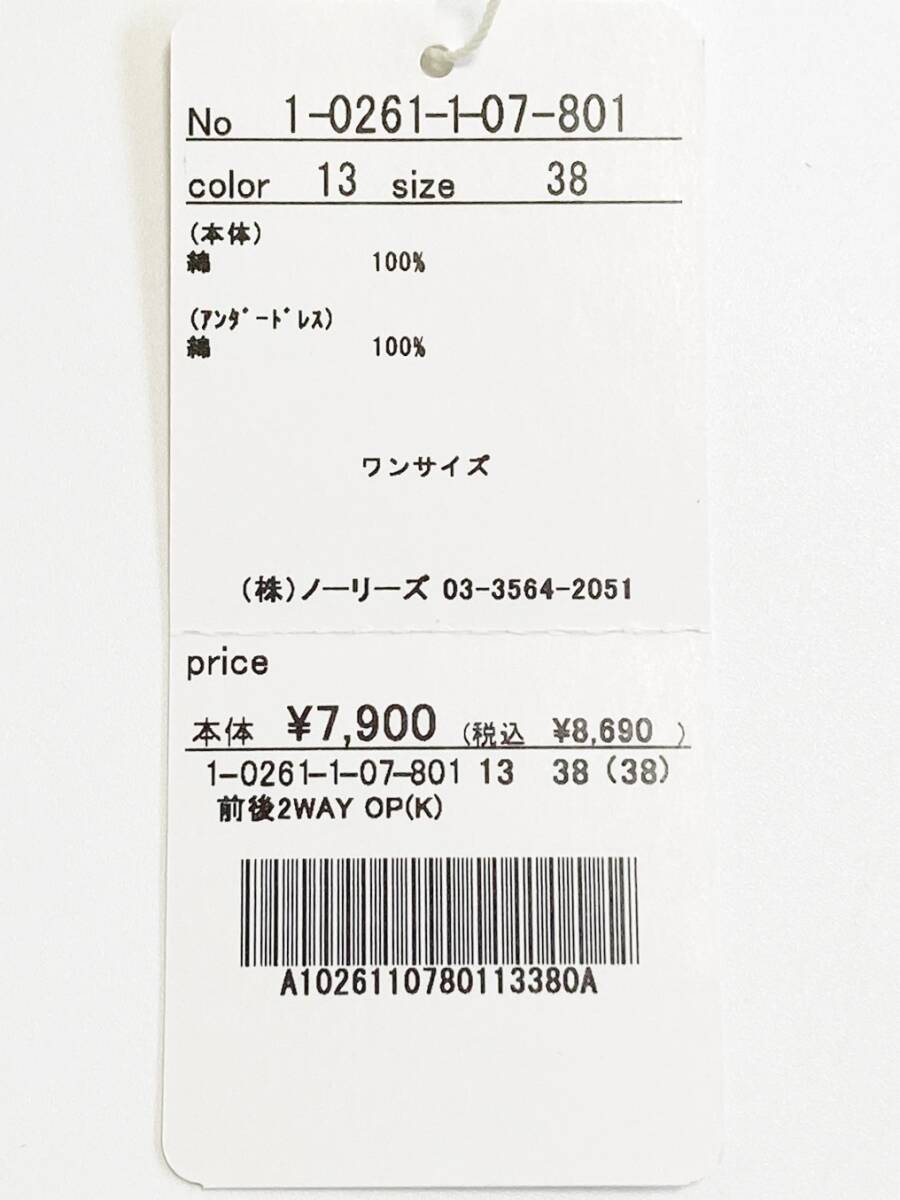 No 1-0261-1-07-801
color 13 size 38
(本体)
綿 100%
(ｱﾝﾀﾞｰﾄﾞﾚｽ)
綿 100%
ワンサイズ
(株)ノーリーズ 03-3564-2051
price
本体 ¥7,900 (税込 ¥8,690 )
1-0261-1-07-801 13 38 (38)
前後2WAY OP(K)
A1026110780113380A